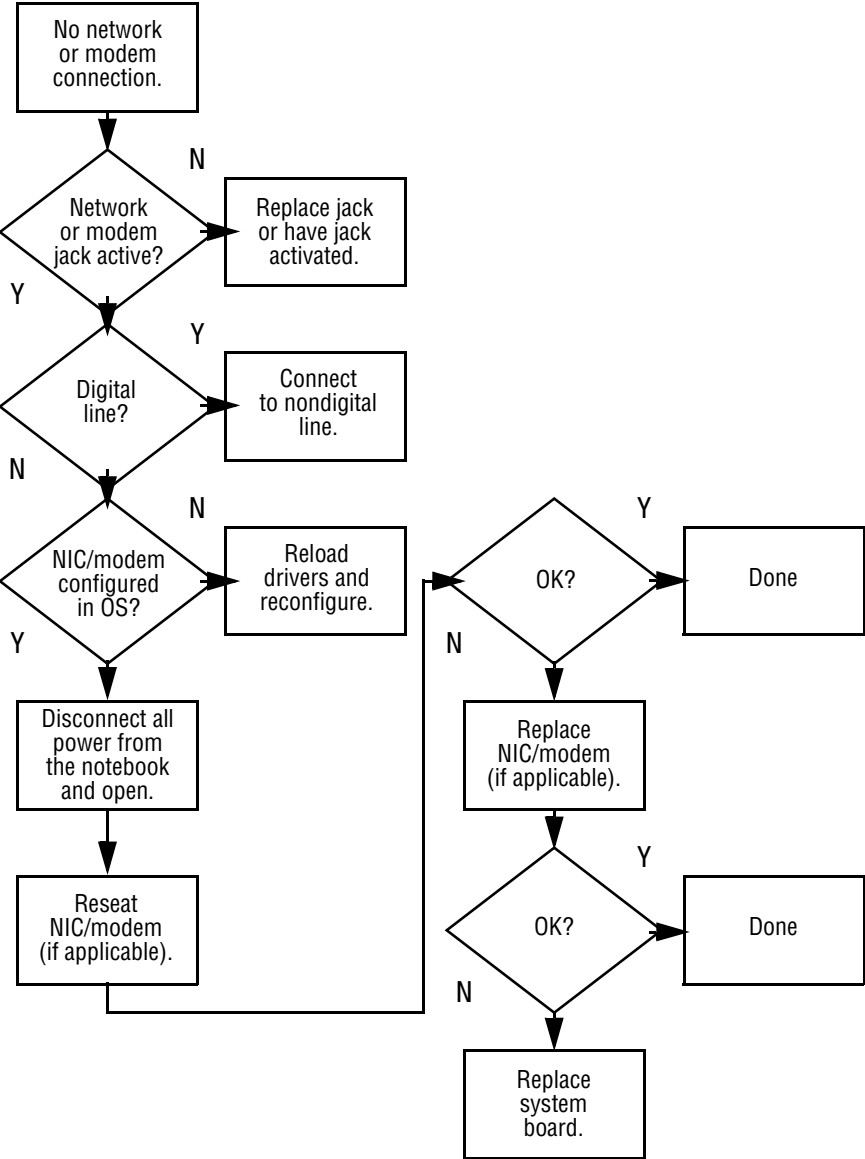 No network
or modem
connection.
N
Network
or modem
jack active?
Replace jack
or have jack
activated.
Y
Y
Digital
line?
Connect
to nondigital
line.
N
N
NIC/modem
configured
in OS?
Reload
drivers and
reconfigure.
Y
Disconnect all
power from
the notebook
and open.
Reseat
NIC/modem
(if applicable).
Y
OK?
Done
N
Replace
NIC/modem
(if applicable).
Y
OK?
Done
N
Replace
system
board.